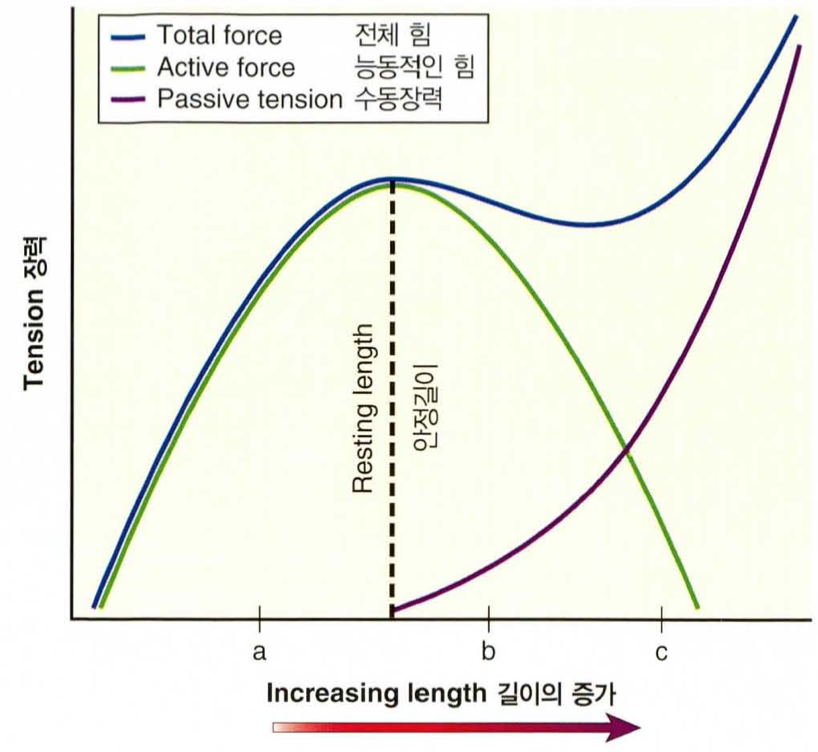 Total force 전체 힘
Active force 능동적인 힘
Passive tension 수동장력
Tension 장력
Resting length
안정길이
a b c
Increasing length 길이의 증가